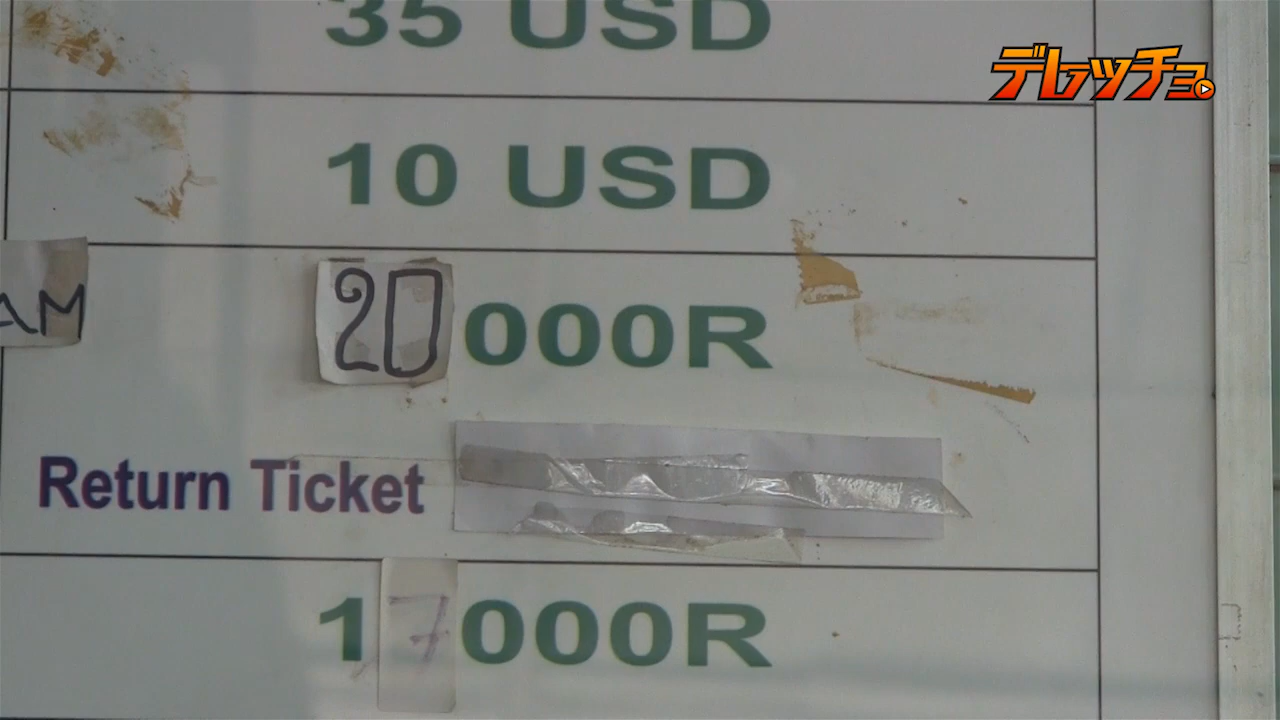 35 USD
デレッチョ
10 USD
AM
20000R
Return Ticket
17000R